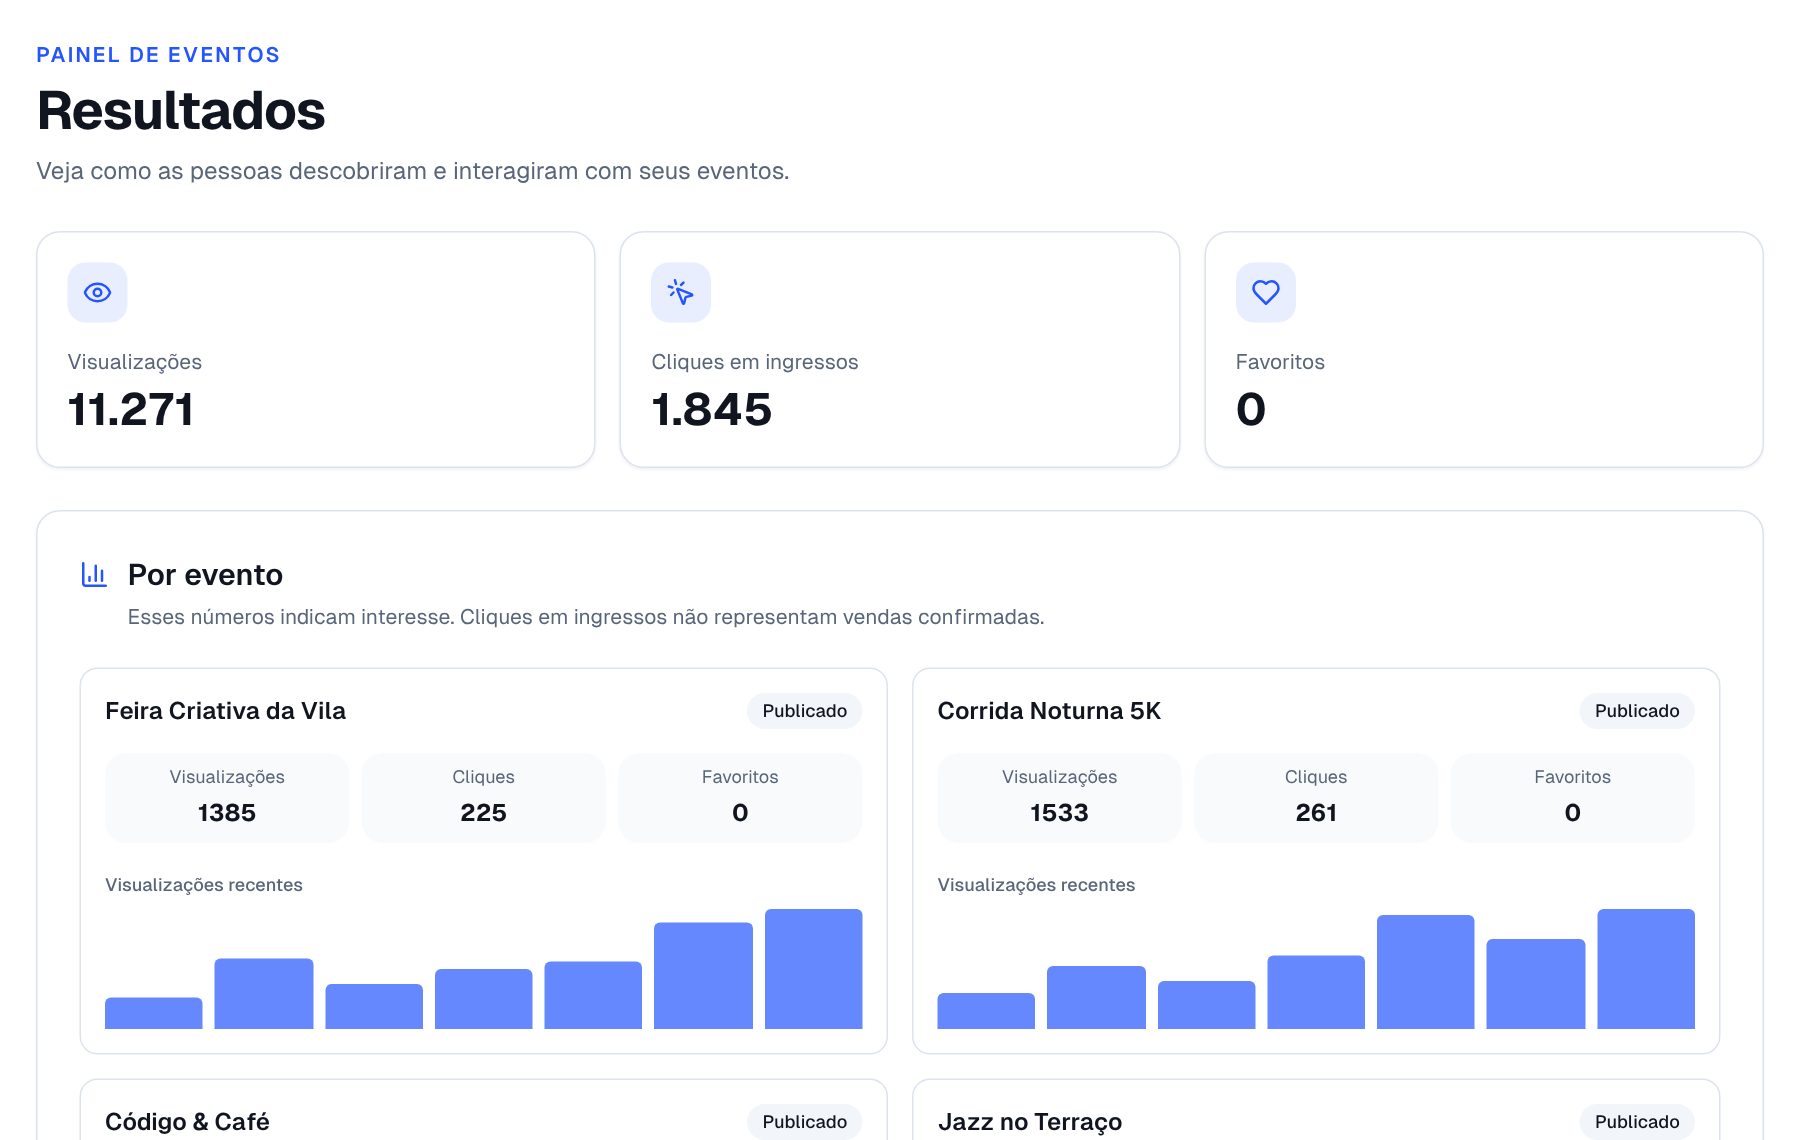 PAINEL DE EVENTOS
Resultados
Veja como as pessoas descobriram e interagiram com seus eventos.
Visualizações
11.271
Cliques em ingressos
1.845
Favoritos
0
Por evento
Esses números indicam interesse. Cliques em ingressos não representam vendas confirmadas.
Feira Criativa da Vila
Publicado
Visualizações
1385
Cliques
225
Favoritos
0
Visualizações recentes
Corrida Noturna 5K
Publicado
Visualizações
1533
Cliques
261
Favoritos
0
Visualizações recentes
Código & Café
Publicado
Jazz no Terraço
Publicado